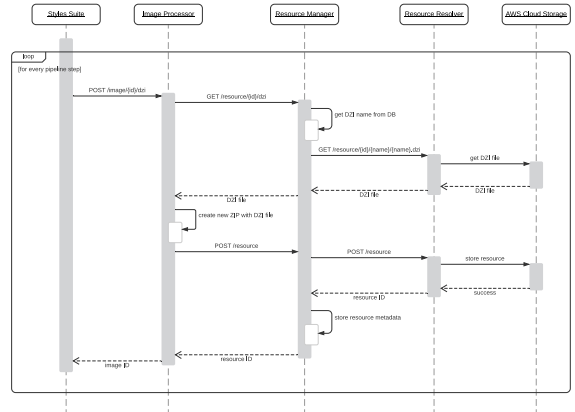 Styles Suite
Image Processor
Resource Manager
Resource Resolver
AWS Cloud Storage
loop
[for every pipeline step]
POST /image/{id}/dzi
GET /resource/{id}/dzi
get DZI name from DB
GET /resource/{id}/{name}/{name}.dzi
get DZI file
DZI file
DZI file
DZI file
create new ZIP with DZI file
POST /resource
POST /resource
store resource
success
resource ID
store resource metadata
resource ID
image ID